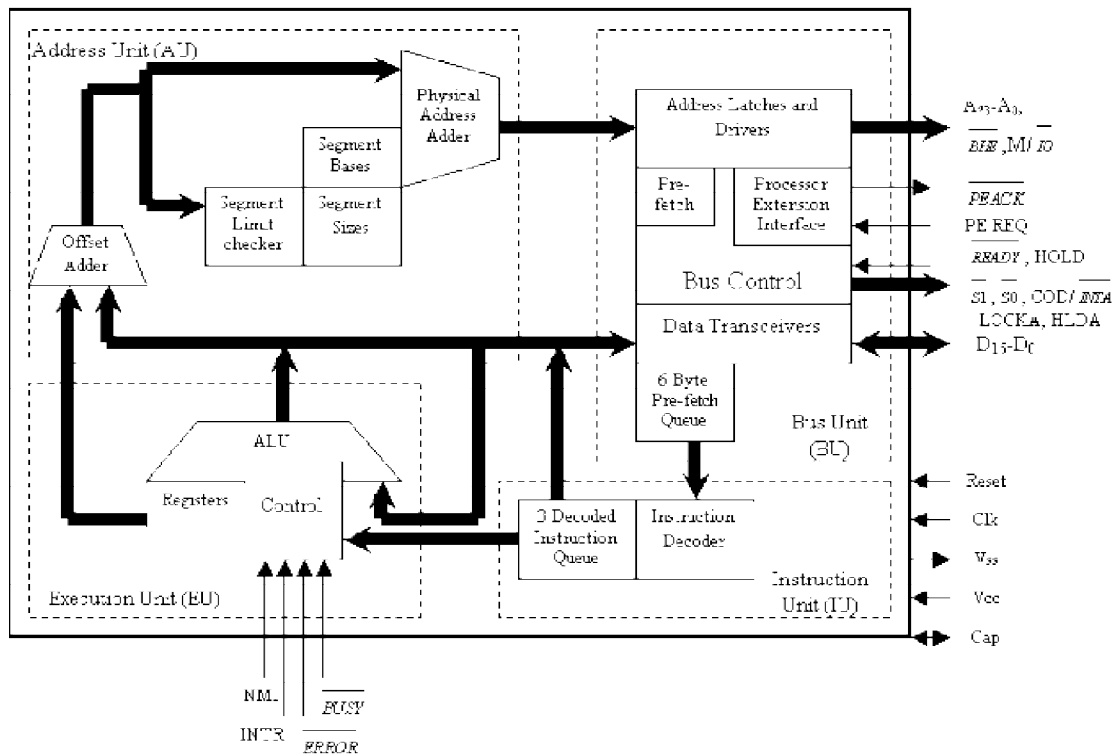 Address Unit (AU)
Physical
Address
Adder
Segment
Bases
Segment
Limit
checker
Segment
Sizes
Offset
Adder
Address Latches and
Drivers
Pre-
fetch
Processor
Extension
Interface
Bus Control
Data Transceivers
6 Byte
Pre-fetch
Queue
Bus Unit
(BU)
A23-A0,
BHE ,M/ IO
PEACK
PE REQ
READY , HOLD
S1, S0, COD/ INTA
LOCKA, HLDA
D15-D0
ALU
Registers
Control
Execution Unit (EU)
3 Decoded
Instruction
Queue
Instruction
Decoder
Instruction
Unit (IU)
Reset
Clk
Vss
Vcc
Cap
NMI
BUSY
INTR
ERROR